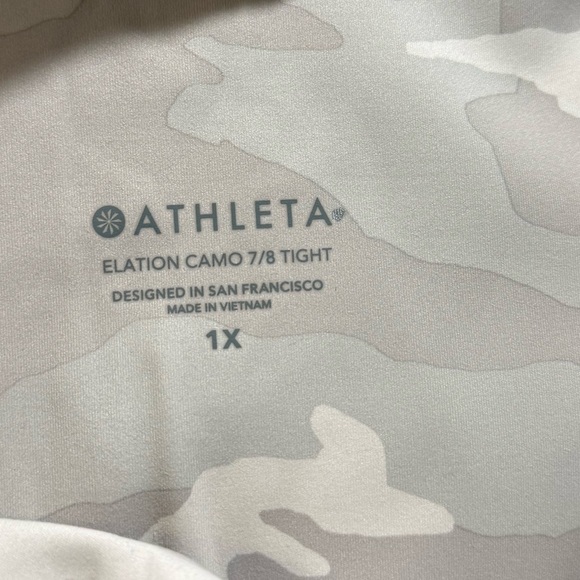 ATHLETA®
ELATION CAMO 7/8 TIGHT
DESIGNED IN SAN FRANCISCO
MADE IN VIETNAM
1X